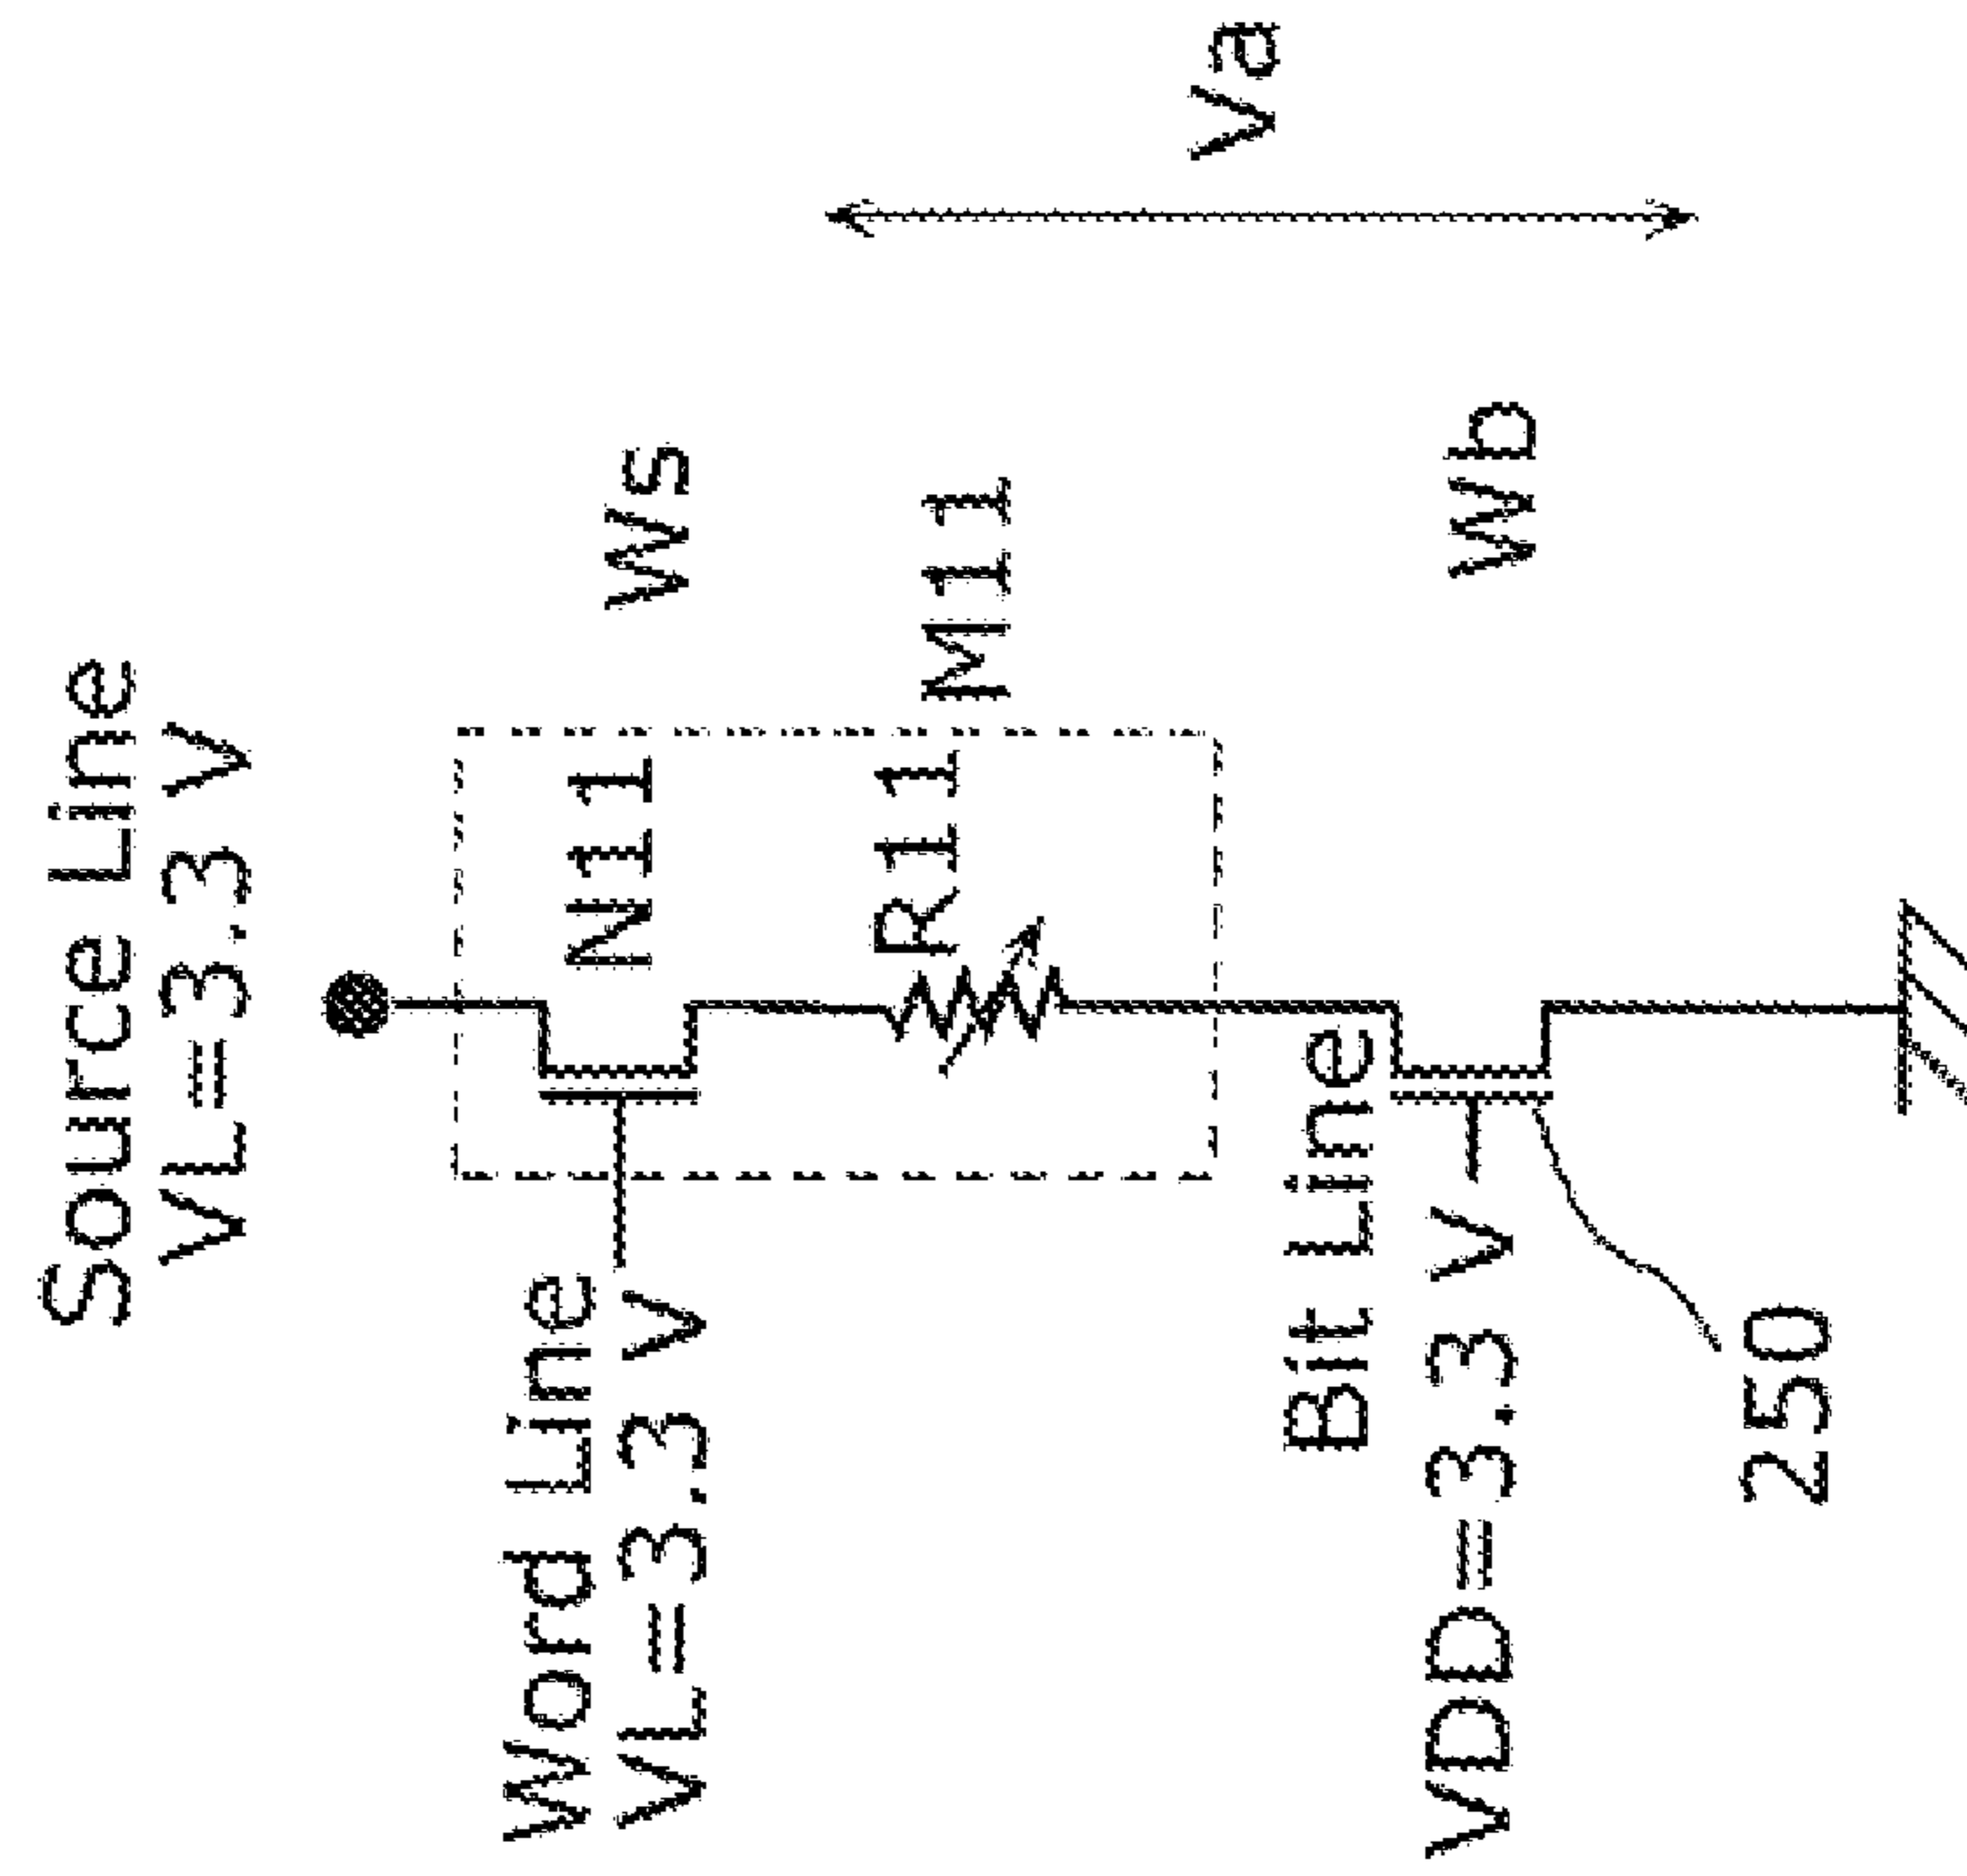 Source Line
VL=3.3 V
Word Line
VL=3.3 V
N11
Ws
R11
M11
Va
Bit Line
VDD=3.3 V
Wb
250